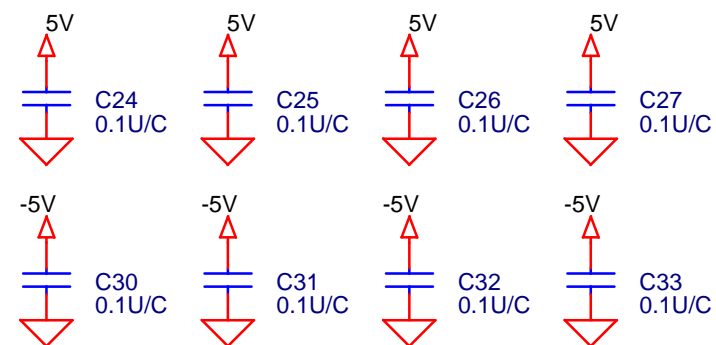 5V 5V 5V 5V
C24 C25 C26 C27
0.1U/C 0.1U/C 0.1U/C 0.1U/C
-5V -5V -5V -5V
C30 C31 C32 C33
0.1U/C 0.1U/C 0.1U/C 0.1U/C